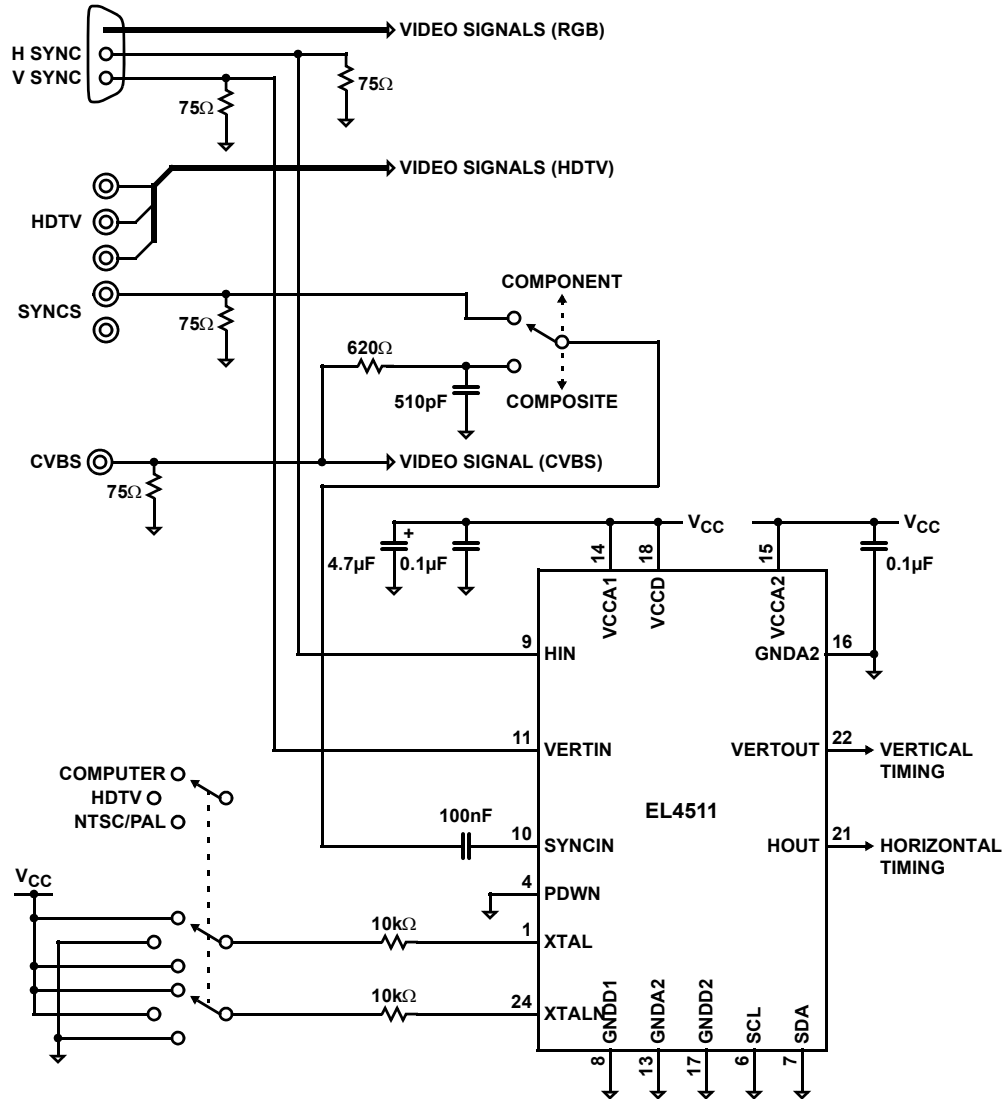 VIDEO SIGNALS (RGB)
H SYNC
V SYNC
75Ω
75Ω
VIDEO SIGNALS (HDTV)
HDTV
COMPONENT
SYNCS
75Ω
620Ω
510pF
COMPOSITE
CVBS
VIDEO SIGNAL (CVBS)
75Ω
VCC
VCC
+
4.7µF
0.1µF
14
18
15
0.1µF
VCCA1
VCCD
VCCA2
9
HIN
GNDA2
16
11
VERTIN
VERTOUT
22
VERTICAL
TIMING
COMPUTER
HDTV
NTSC/PAL
EL4511
100nF
10
SYNCIN
HOUT
21
HORIZONTAL
TIMING
VCC
4
PDWN
10kΩ
1
XTAL
10kΩ
24
XTALN
GNDD1
GNDA2
GNDD2
SCL
SDA
8
13
17
6
7